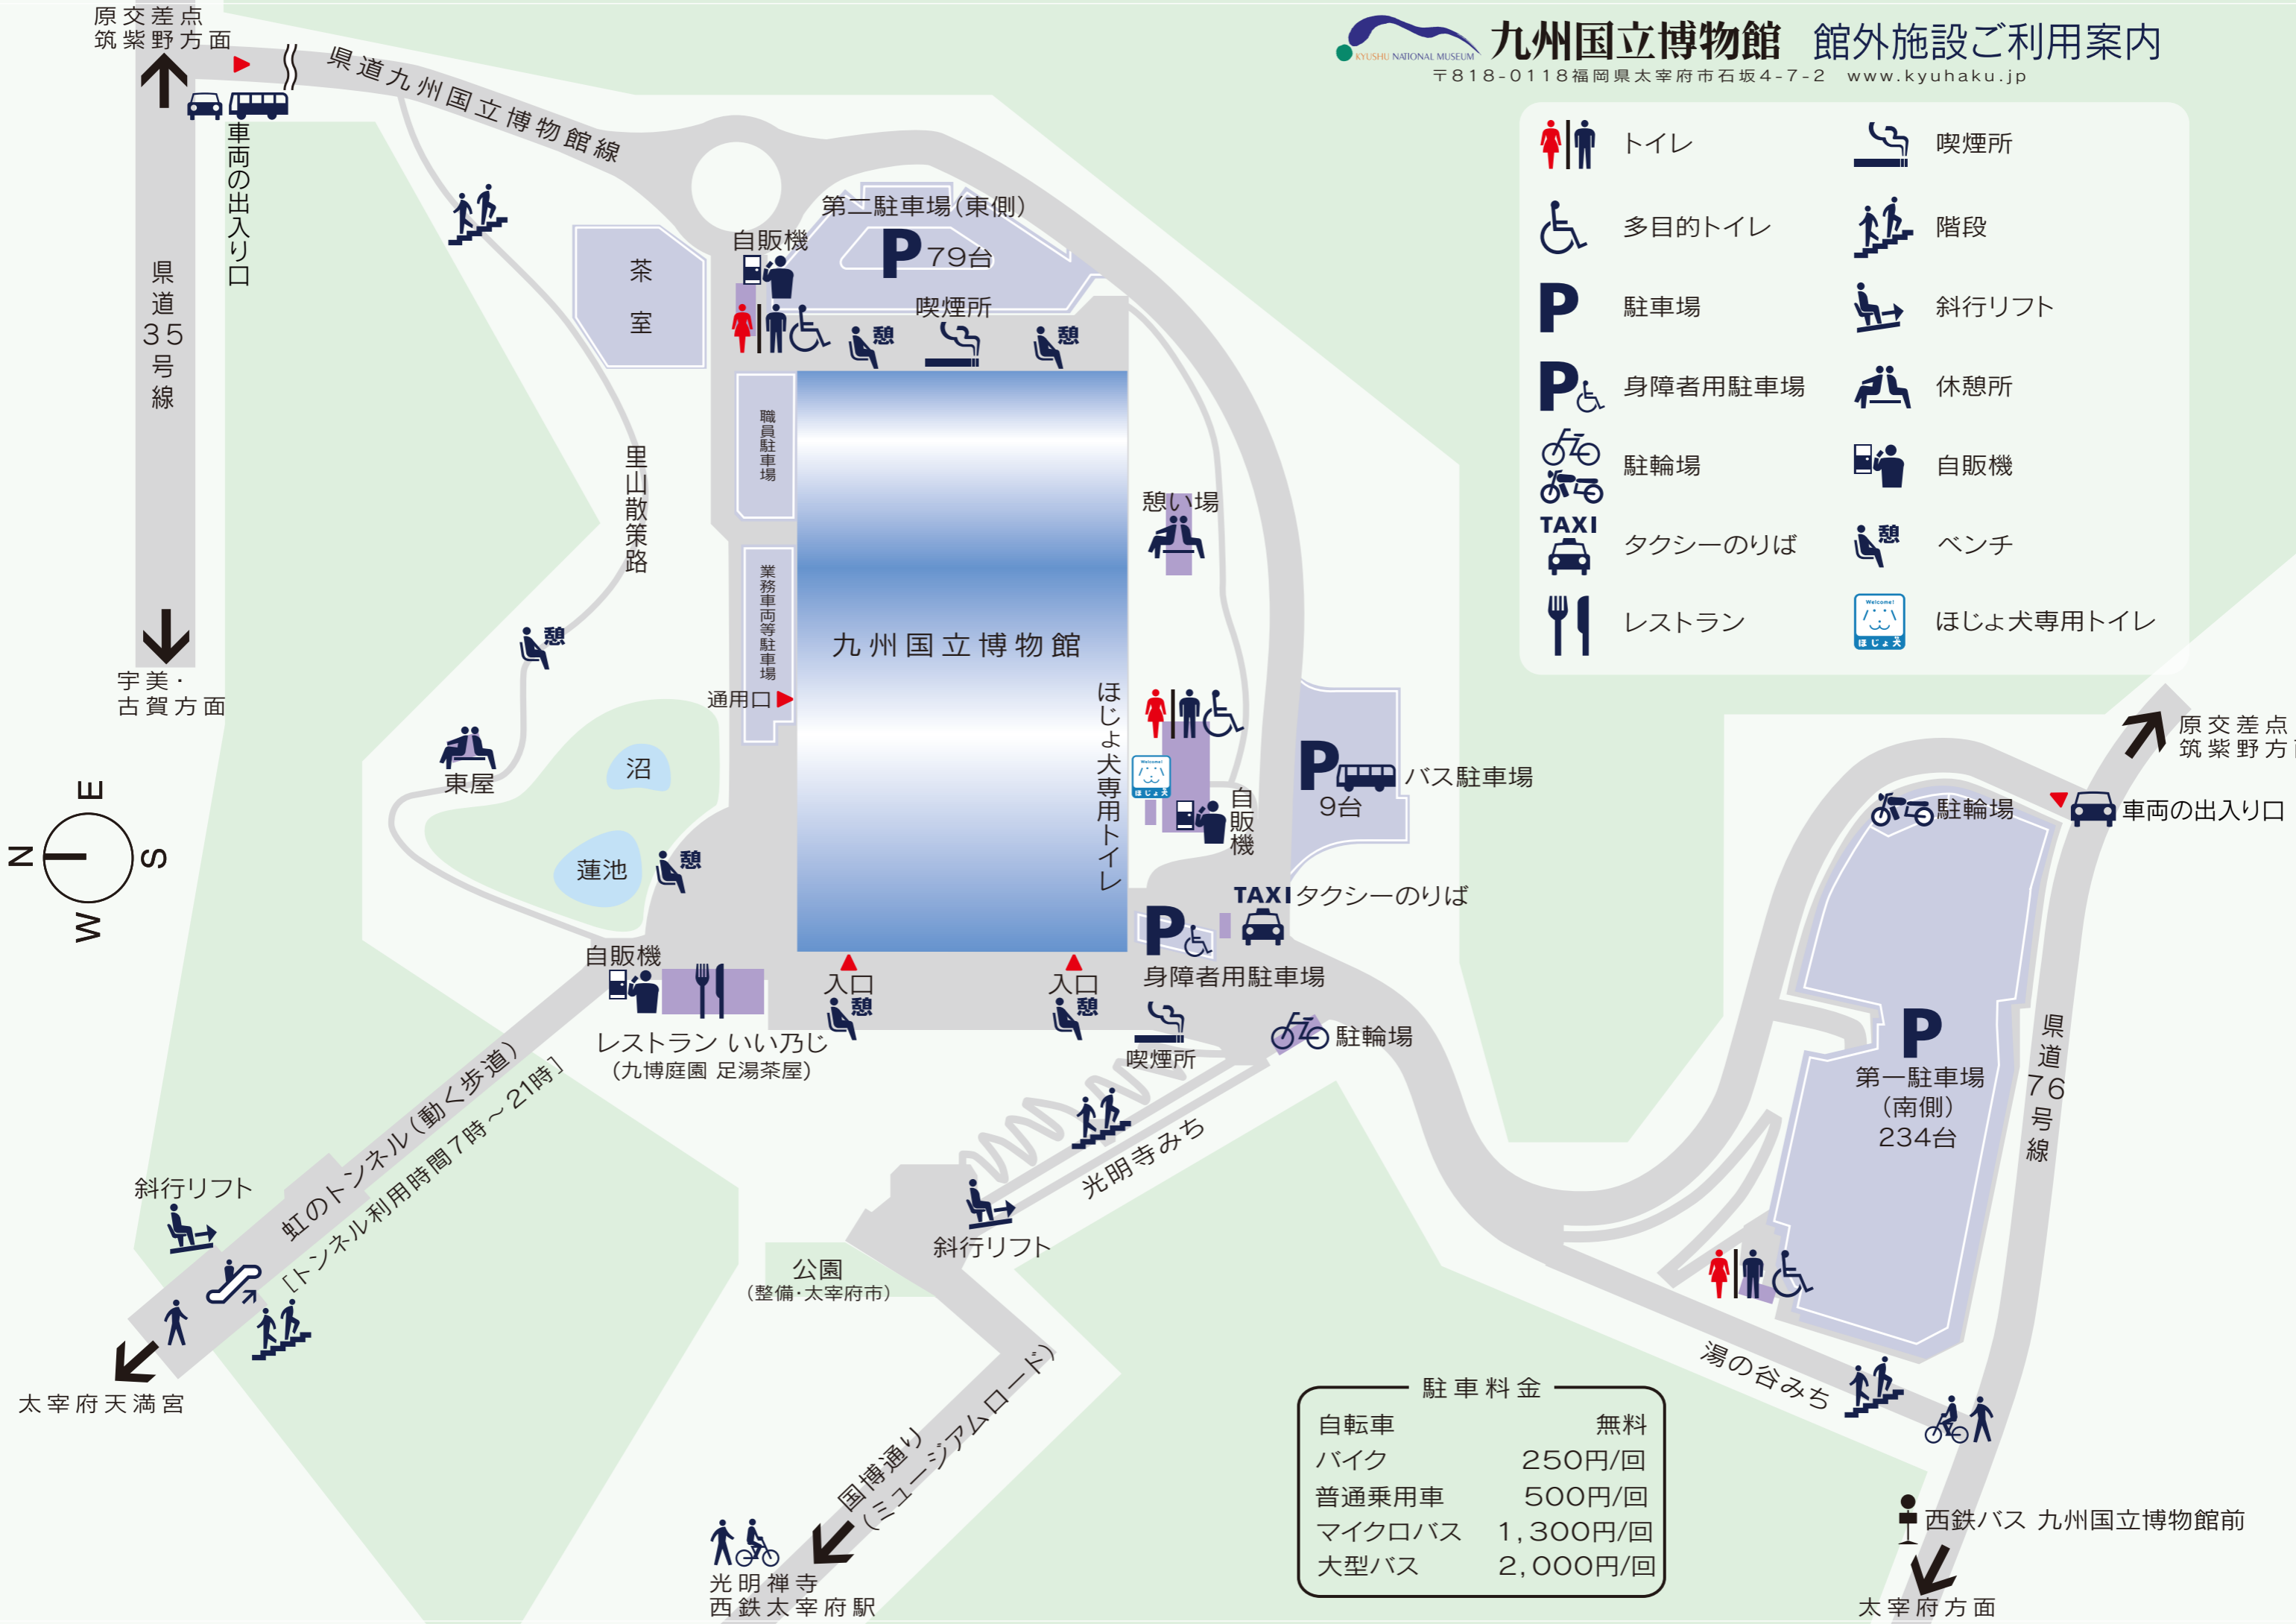 原交差点
筑紫野方面
県道九州国立博物館線
KYUSHU NATIONAL MUSEUM
九州国立博物館 館外施設ご利用案内
〒818-0118福岡県太宰府市石坂4-7-2 www.kyuhaku.jp
車両の出入り口
県道35号線
宇美・
古賀方面
トイレ
喫煙所
多目的トイレ
階段
駐車場
斜行リフト
身障者用駐車場
休憩所
駐輪場
自販機
TAXI
タクシーのりば
憩
ベンチ
レストラン
Welcome!
ほじょ犬
ほじょ犬専用トイレ
P
P
第二駐車場(東側)
P 79台
自販機
茶室
喫煙所
憩
憩
職員駐車場
里山散策路
憩い場
業務車両等駐車場
九州国立博物館
通用口
憩
東屋
沼
蓮池
憩
ほじょ犬専用トイレ
Welcome!
ほじょ犬
自販機
P
バス駐車場
9台
TAXI タクシーのりば
P
身障者用駐車場
E
N
S
W
自販機
入口
憩
入口
憩
レストラン いい乃じ
(九博庭園 足湯茶屋)
喫煙所
駐輪場
虹のトンネル(動く歩道)
[トンネル利用時間7時〜21時]
光明寺みち
斜行リフト
斜行リフト
公園
(整備・太宰府市)
太宰府天満宮
国博通り
(ミュージアムロード)
光明禅寺
西鉄太宰府駅
原交差点
筑紫野方
駐輪場
車両の出入り口
P
第一駐車場
(南側)
234台
県道76号線
湯の谷みち
西鉄バス 九州国立博物館前
太宰府方面
駐車料金
自転車 無料
バイク 250円/回
普通乗用車 500円/回
マイクロバス 1,300円/回
大型バス 2,000円/回